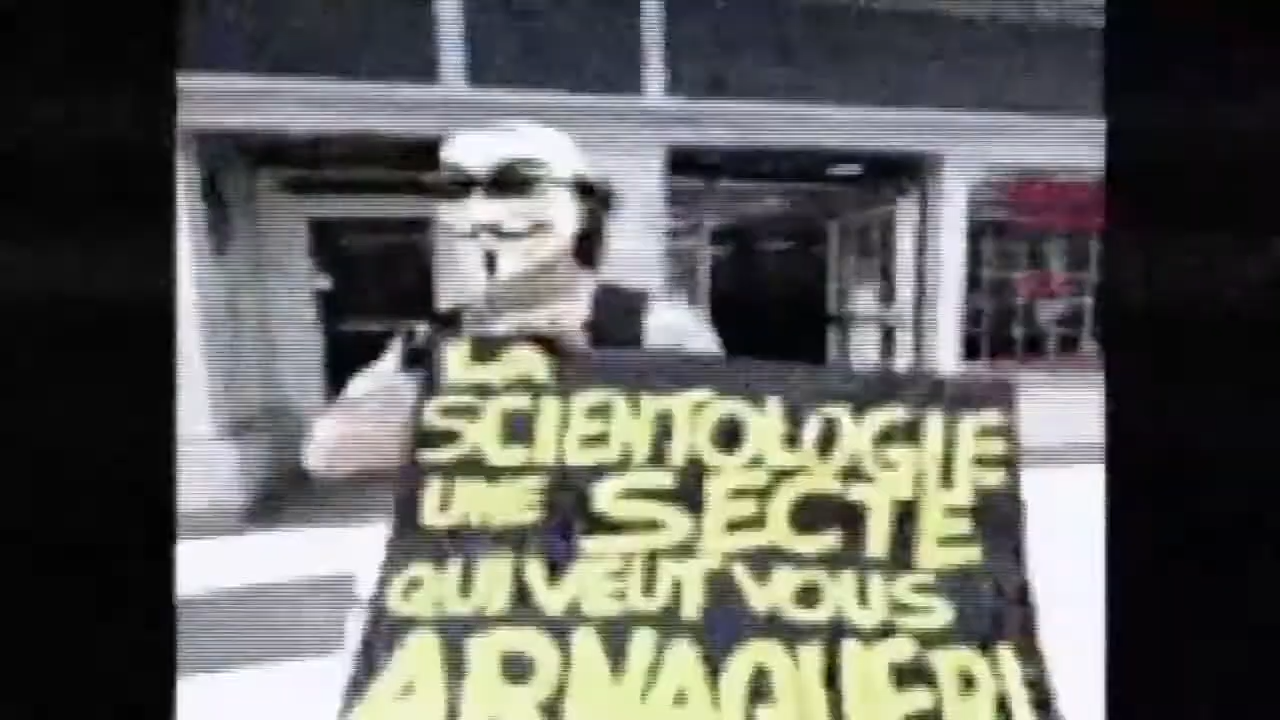 LA
SCIENTOLOGIE
UNE SECTE
QUI VEUT VOUS
ARNAQUER!